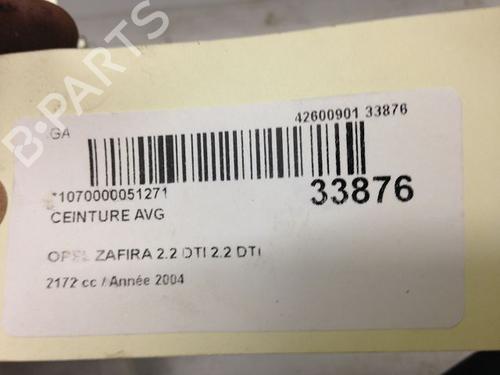 B-PARTS
GA
42600901 33876
*1070000051271
33876
CEINTURE AVG
OPEL ZAFIRA 2.2 DTI 2.2 DTI
2172 cc / Année 2004